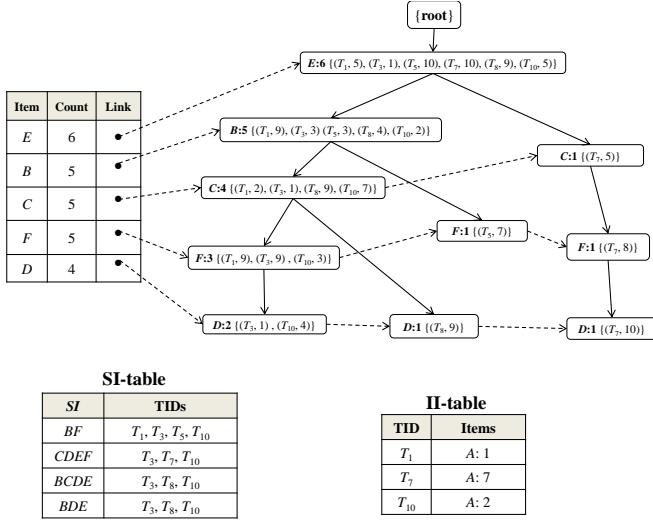 {root}
E:6 {(T1, 5), (T3, 1), (T5, 10), (T7, 10), (T8, 9), (T10, 5)}
Item Count Link
E 6
B 5
C 5
F 5
D 4
B:5 {(T1, 9), (T3, 3) (T5, 3), (T8, 4), (T10, 2)}
C:1 {(T7, 5)}
C:4 {(T1, 2), (T3, 1), (T8, 9), (T10, 7)}
F:1 {(T5, 7)}
F:1 {(T7, 8)}
F:3 {(T1, 9), (T3, 9) , (T10, 3)}
D:2 {(T3, 1) , (T10, 4)}
D:1 {(T8, 9)}
D:1 {(T7, 10)}
SI-table
SI TIDs
BF T1, T3, T5, T10
CDEF T3, T7, T10
BCDE T3, T8, T10
BDE T3, T8, T10
II-table
TID Items
T1 A: 1
T7 A: 7
T10 A: 2